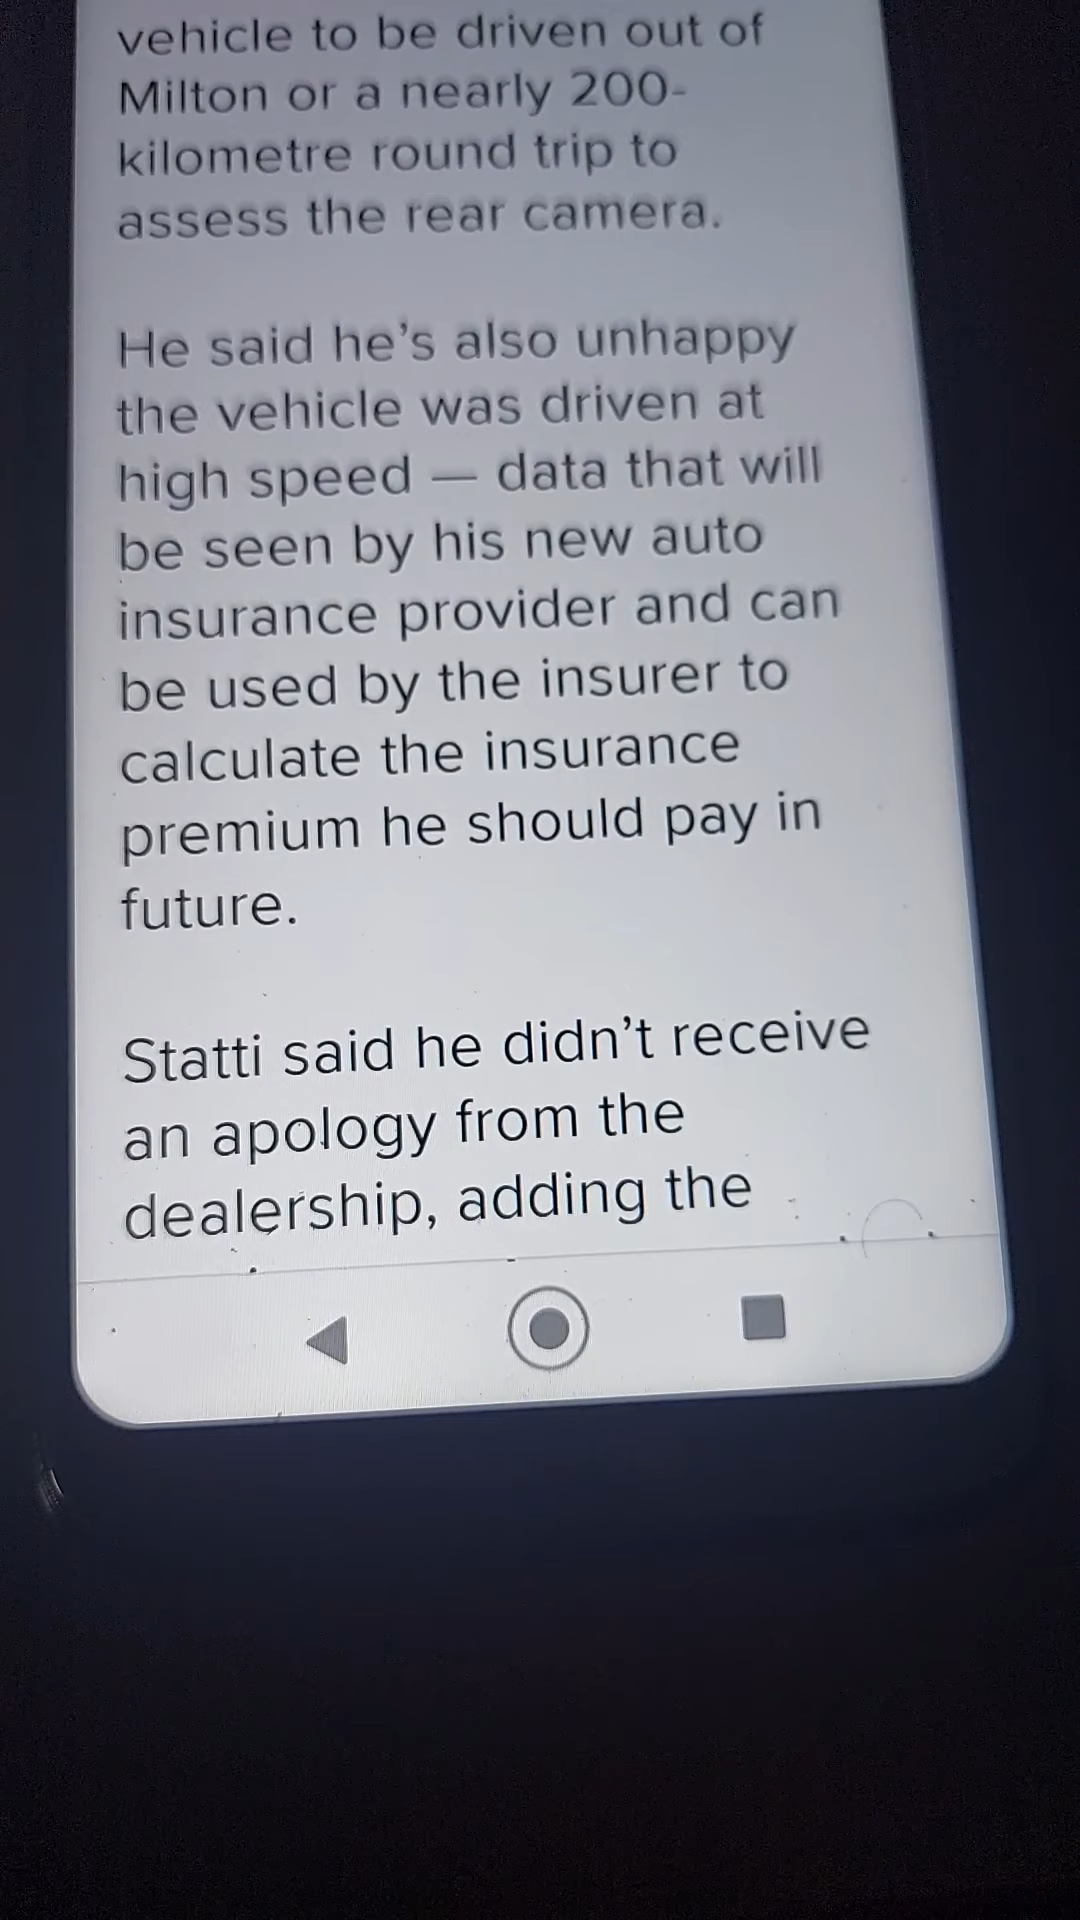 vehicle to be driven out of
Milton or a nearly 200-
kilometre round trip to
assess the rear camera.
He said he’s also unhappy
the vehicle was driven at
high speed — data that will
be seen by his new auto
insurance provider and can
be used by the insurer to
calculate the insurance
premium he should pay in
future.
Statti said he didn’t receive
an apology from the
dealership, adding the